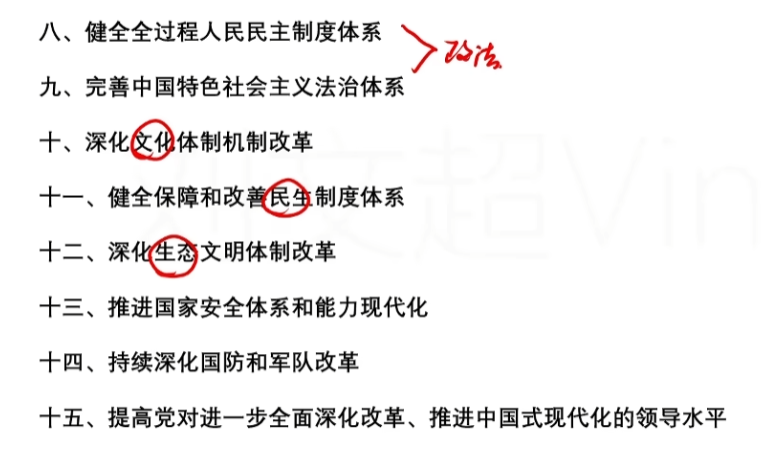 八、健全全过程人民民主制度体系
政法
九、完善中国特色社会主义法治体系
十、深化文化体制机制改革
十一、健全保障和改善民生制度体系
十二、深化生态文明体制改革
十三、推进国家安全体系和能力现代化
十四、持续深化国防和军队改革
十五、提高党对进一步全面深化改革、推进中国式现代化的领导水平
文超Vin